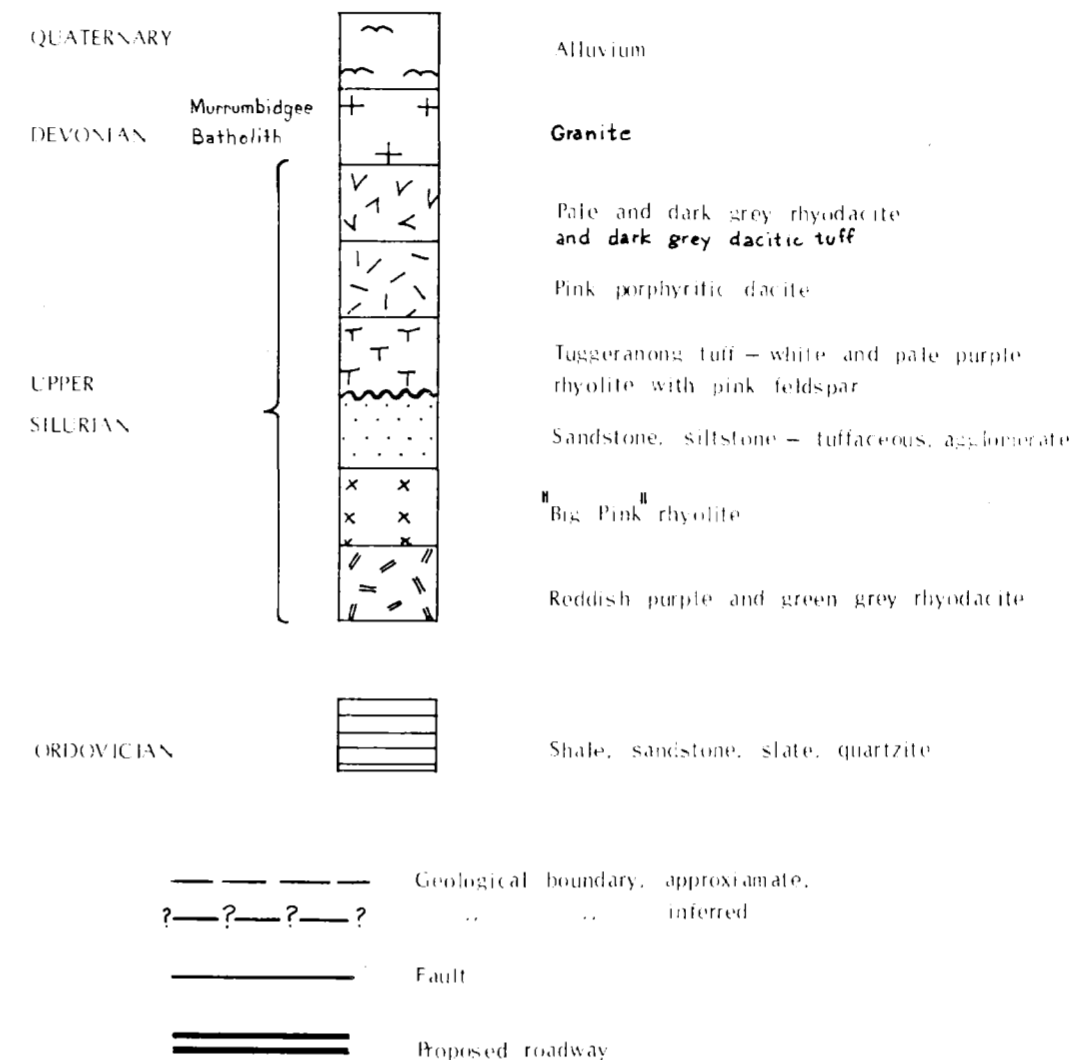 QUATERNARY
Alluvium
Murrumbidgee
DEVONIAN Batholith Granite
Pale and dark grey rhyodacite
and dark grey dacitic tuff
Pink porphyritic dacite
Tuggeranong tuff – white and pale purple
UPPER rhyolite with pink feldspar
SILURIAN
Sandstone, siltstone – tuffaceous, agglomerate
"Big Pink" rhyolite
Reddish purple and green grey rhyodacite
ORDOVICIAN Shale, sandstone, slate, quartzite
Geological boundary, approxiamate,
?—?—?—? ,, ,, inferred
Fault
Proposed roadway